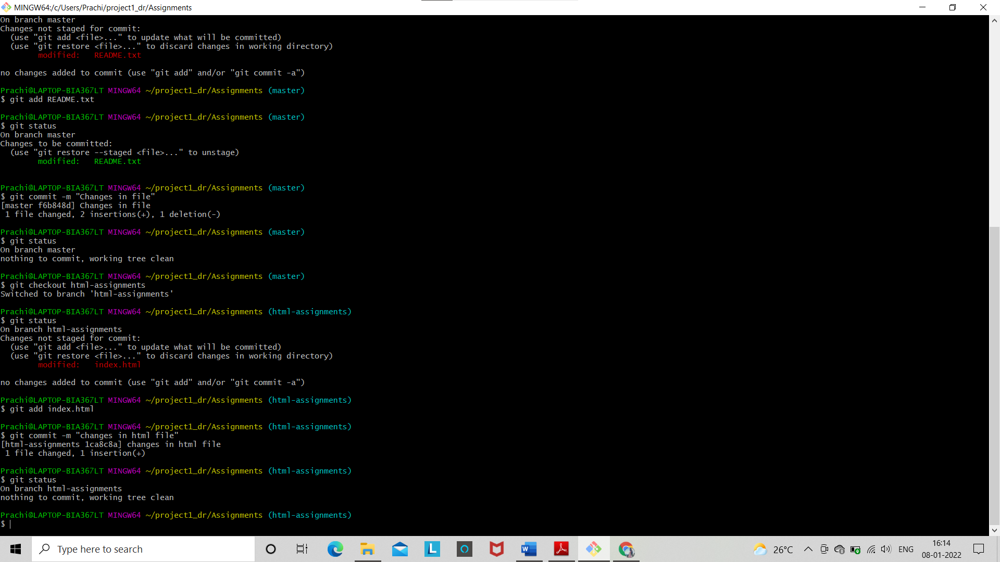 MINGW64:/c/Users/Prachi/project1_dr/Assignments
On branch master
Changes not staged for commit:
  (use "git add <file>..." to update what will be committed)
  (use "git restore <file>..." to discard changes in working directory)
        modified:   README.txt

no changes added to commit (use "git add" and/or "git commit -a")

Prachi@LAPTOP-BIA367LT MINGW64 ~/project1_dr/Assignments (master)
$ git add README.txt

Prachi@LAPTOP-BIA367LT MINGW64 ~/project1_dr/Assignments (master)
$ git status
On branch master
Changes to be committed:
  (use "git restore --staged <file>..." to unstage)
        modified:   README.txt


Prachi@LAPTOP-BIA367LT MINGW64 ~/project1_dr/Assignments (master)
$ git commit -m "Changes in file"
[master f6b848d] Changes in file
 1 file changed, 2 insertions(+), 1 deletion(-)

Prachi@LAPTOP-BIA367LT MINGW64 ~/project1_dr/Assignments (master)
$ git status
On branch master
nothing to commit, working tree clean

Prachi@LAPTOP-BIA367LT MINGW64 ~/project1_dr/Assignments (master)
$ git checkout html-assignments
Switched to branch 'html-assignments'

Prachi@LAPTOP-BIA367LT MINGW64 ~/project1_dr/Assignments (html-assignments)
$ git status
On branch html-assignments
Changes not staged for commit:
  (use "git add <file>..." to update what will be committed)
  (use "git restore <file>..." to discard changes in working directory)
        modified:   index.html

no changes added to commit (use "git add" and/or "git commit -a")

Prachi@LAPTOP-BIA367LT MINGW64 ~/project1_dr/Assignments (html-assignments)
$ git add index.html

Prachi@LAPTOP-BIA367LT MINGW64 ~/project1_dr/Assignments (html-assignments)
$ git commit -m "changes in html file"
[html-assignments 1ca8c8a] changes in html file
 1 file changed, 1 insertion(+)

Prachi@LAPTOP-BIA367LT MINGW64 ~/project1_dr/Assignments (html-assignments)
$ git status
On branch html-assignments
nothing to commit, working tree clean

Prachi@LAPTOP-BIA367LT MINGW64 ~/project1_dr/Assignments (html-assignments)
$
Type here to search
L
W
26°C
ENG
16:14
08-01-2022